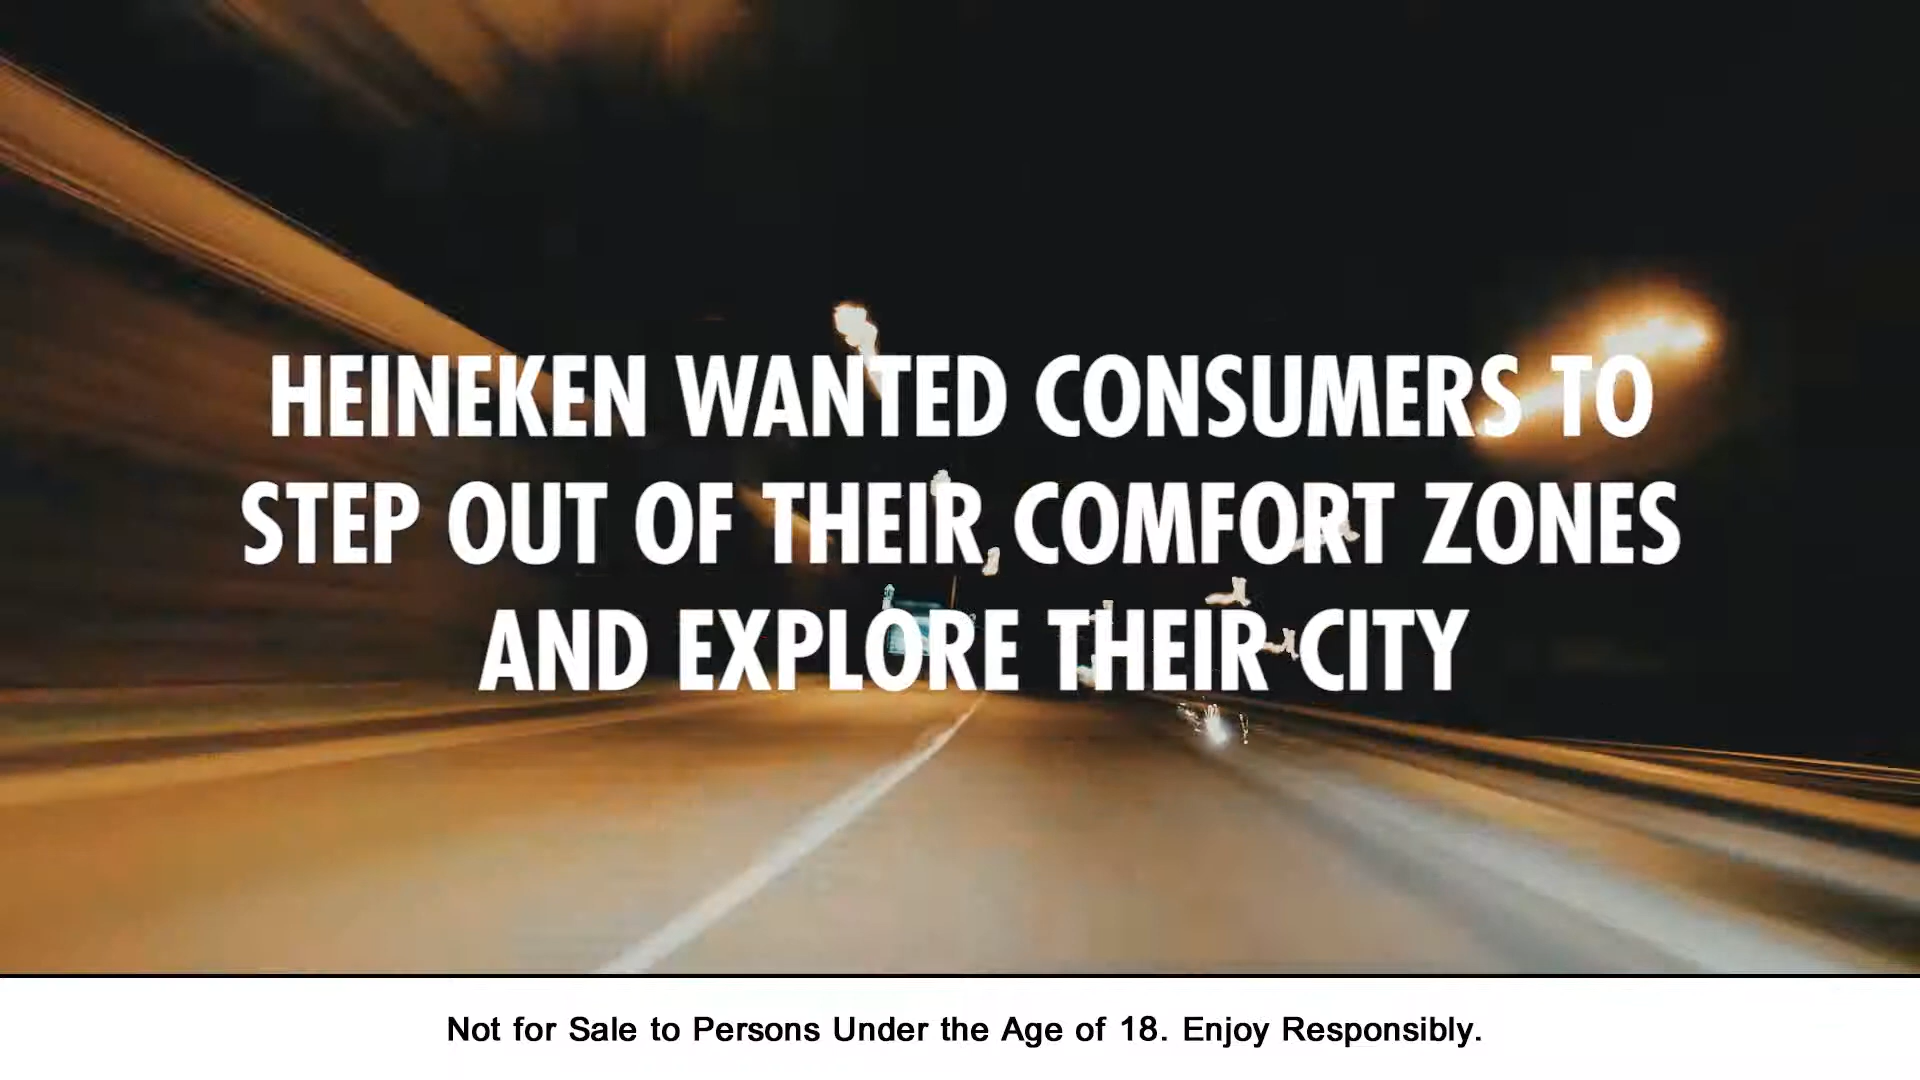 HEINEKEN WANTED CONSUMERS TO
STEP OUT OF THEIR COMFORT ZONES
AND EXPLORE THEIR CITY
Not for Sale to Persons Under the Age of 18. Enjoy Responsibly.